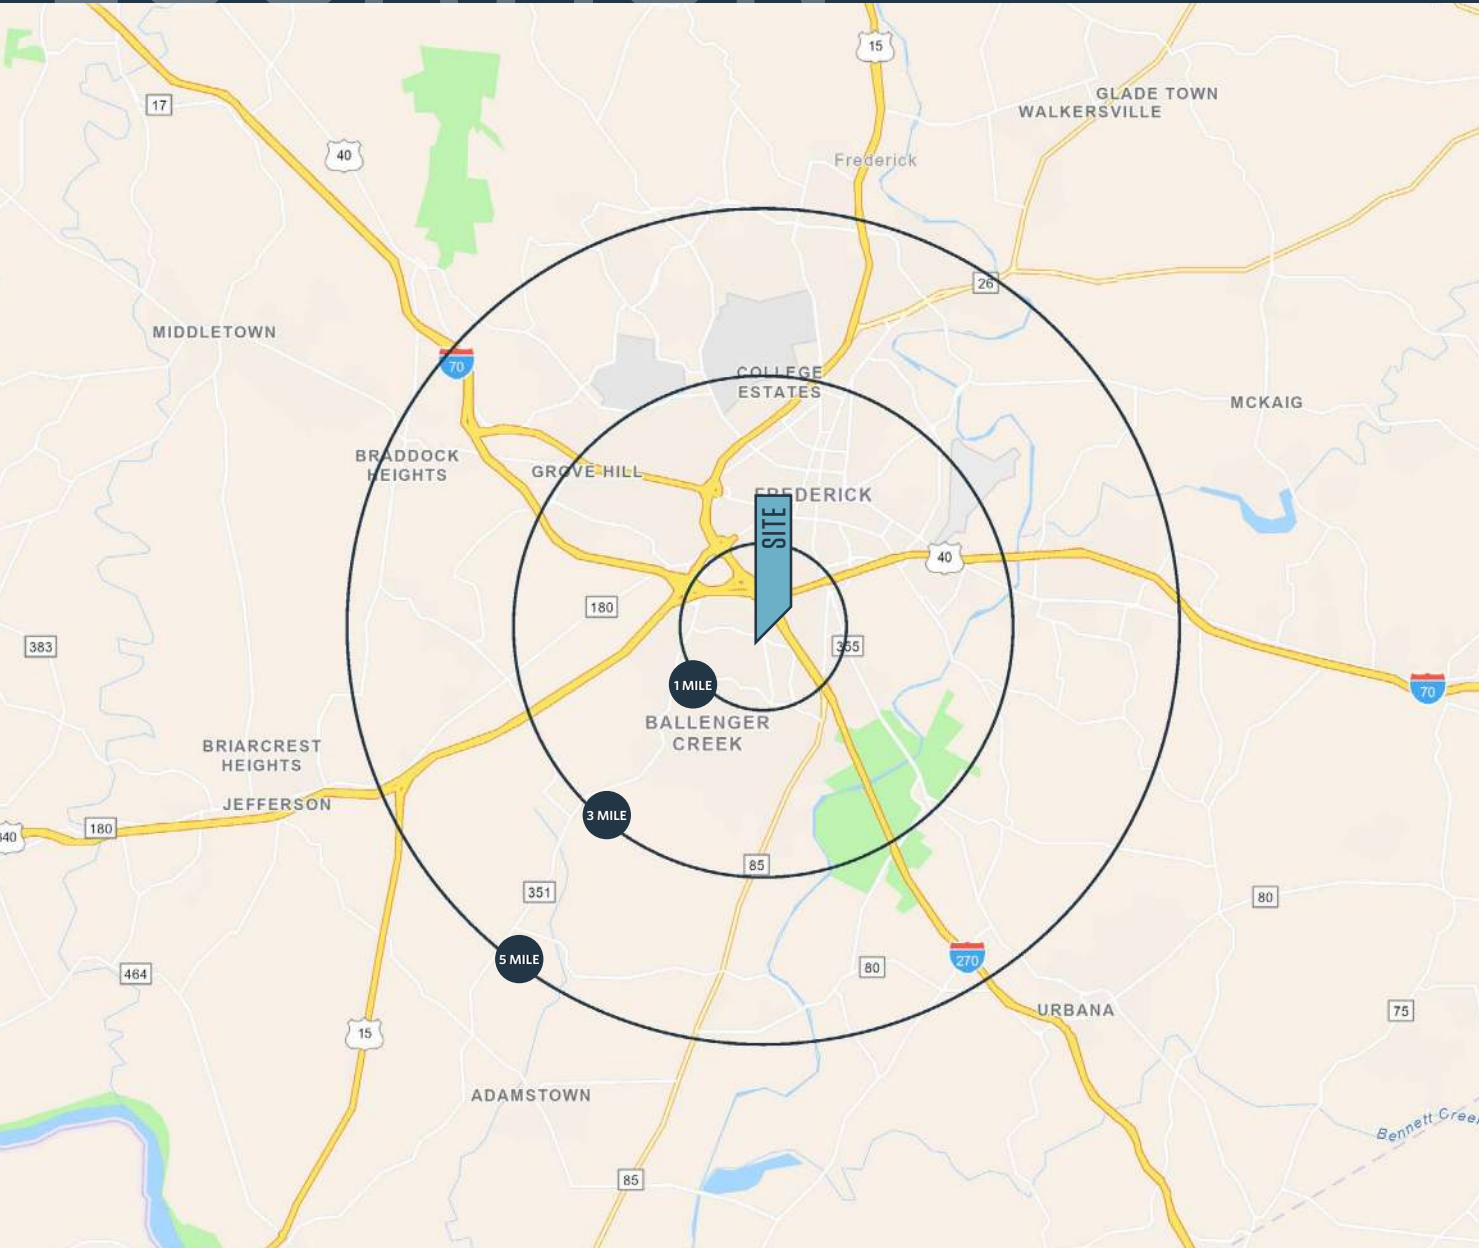 15
GLADE TOWN
WALKERSVILLE
17
40
Frederick
26
MIDDLETOWN
70
COLLEGE
ESTATES
MCKAIG
BRADDOCK
HEIGHTS
GROVE HILL
FREDERICK
SITE
40
180
383
355
1 MILE
70
BALLENGER
CREEK
BRIARCREST
HEIGHTS
JEFFERSON
3 MILE
180
85
351
80
5 MILE
270
80
464
URBANA
75
15
ADAMSTOWN
Bennett Creek
85